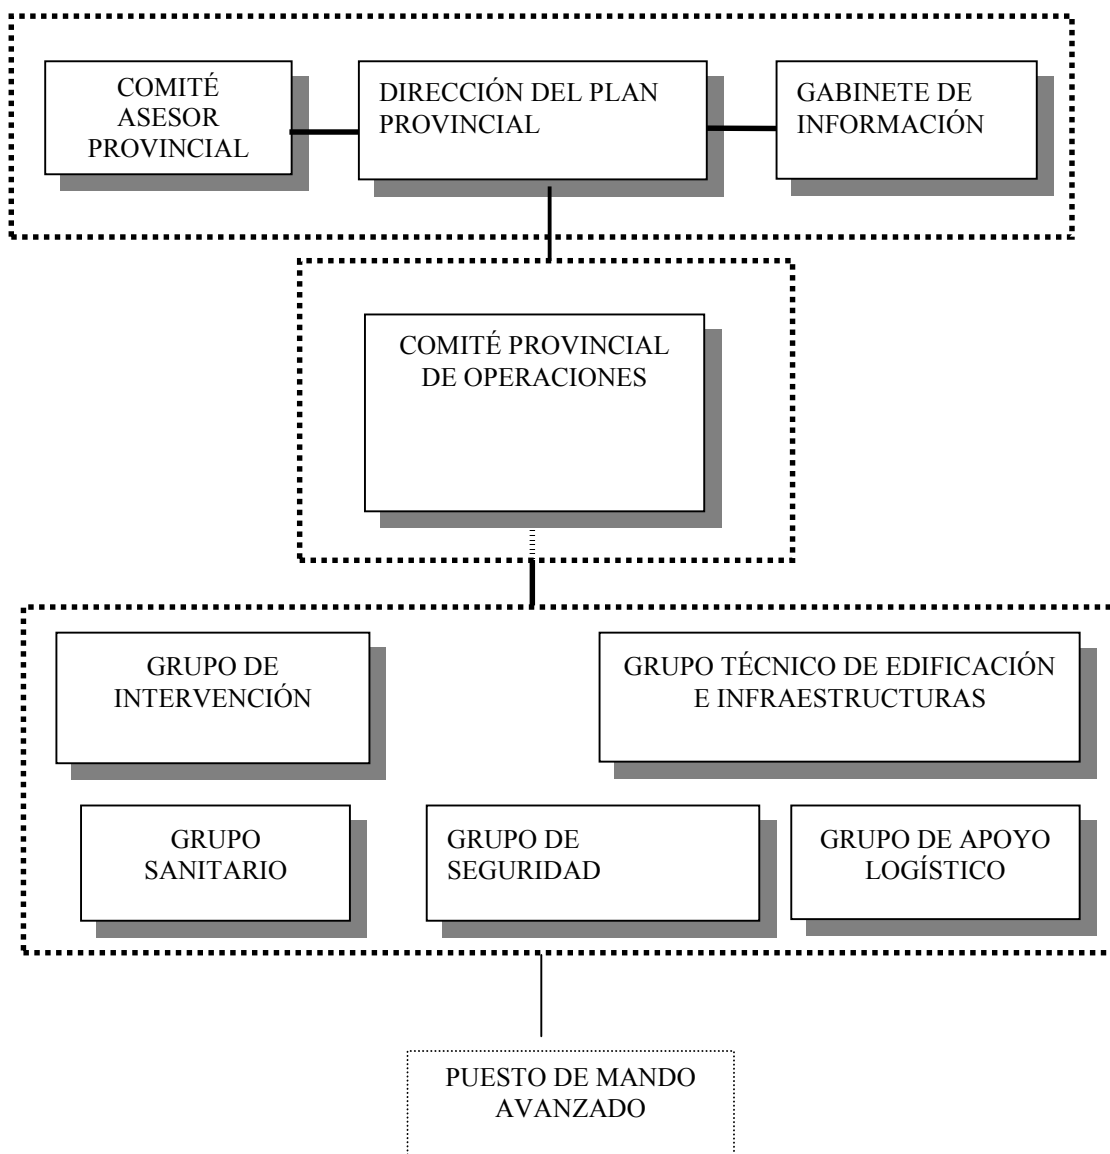 COMITÉ
ASESOR
PROVINCIAL
DIRECCIÓN DEL PLAN
PROVINCIAL
GABINETE DE
INFORMACIÓN
COMITÉ PROVINCIAL
DE OPERACIONES
GRUPO DE
INTERVENCIÓN
GRUPO TÉCNICO DE EDIFICACIÓN
E INFRAESTRUCTURAS
GRUPO
SANITARIO
GRUPO DE
SEGURIDAD
GRUPO DE APOYO
LOGÍSTICO
PUESTO DE MANDO
AVANZADO